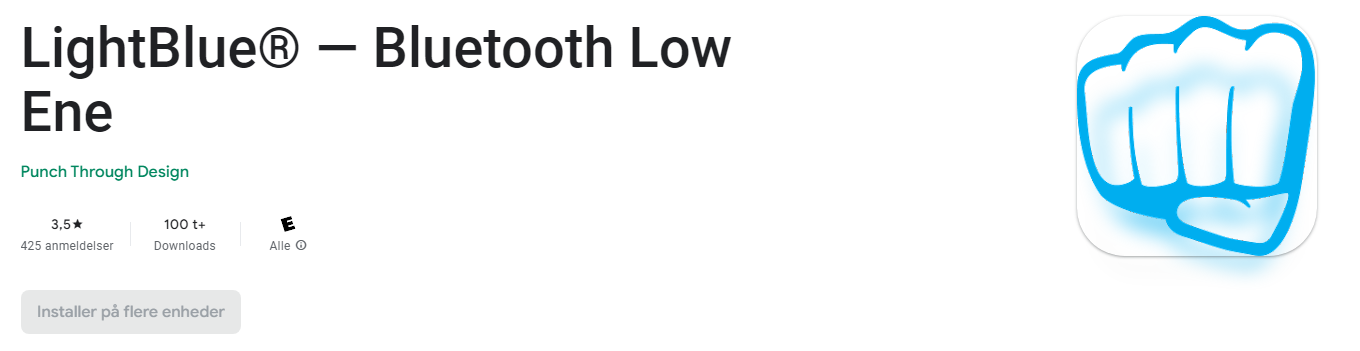 LightBlue® — Bluetooth Low
Ene
Punch Through Design
3,5★ 100 t+ E
425 anmeldelser Downloads Alle
Installer på flere enheder